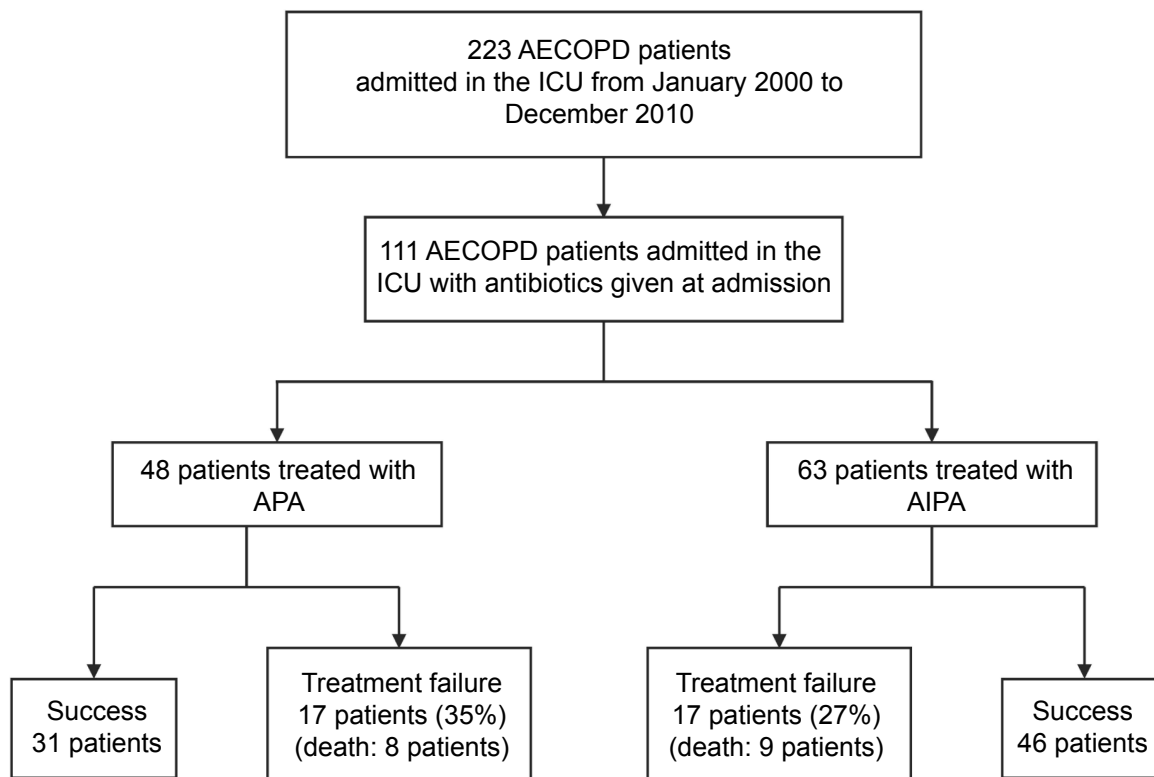 223 AECOPD patients
admitted in the ICU from January 2000 to
December 2010
111 AECOPD patients admitted in the
ICU with antibiotics given at admission
48 patients treated with
APA
63 patients treated with
AIPA
Success
31 patients
Treatment failure
17 patients (35%)
(death: 8 patients)
Treatment failure
17 patients (27%)
(death: 9 patients)
Success
46 patients